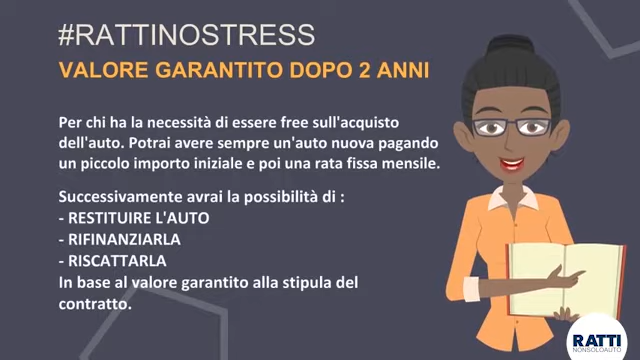 #RATTINOSTRESS
VALORE GARANTITO DOPO 2 ANNI
Per chi ha la necessità di essere free sull'acquisto
dell'auto. Potrai avere sempre un'auto nuova pagando
un piccolo importo iniziale e poi una rata fissa mensile.
Successivamente avrai la possibilità di :
- RESTITUIRE L'AUTO
- RIFINANZIARLA
- RISCATTARLA
In base al valore garantito alla stipula del
contratto.
RATTI
NONSOLOAUTO